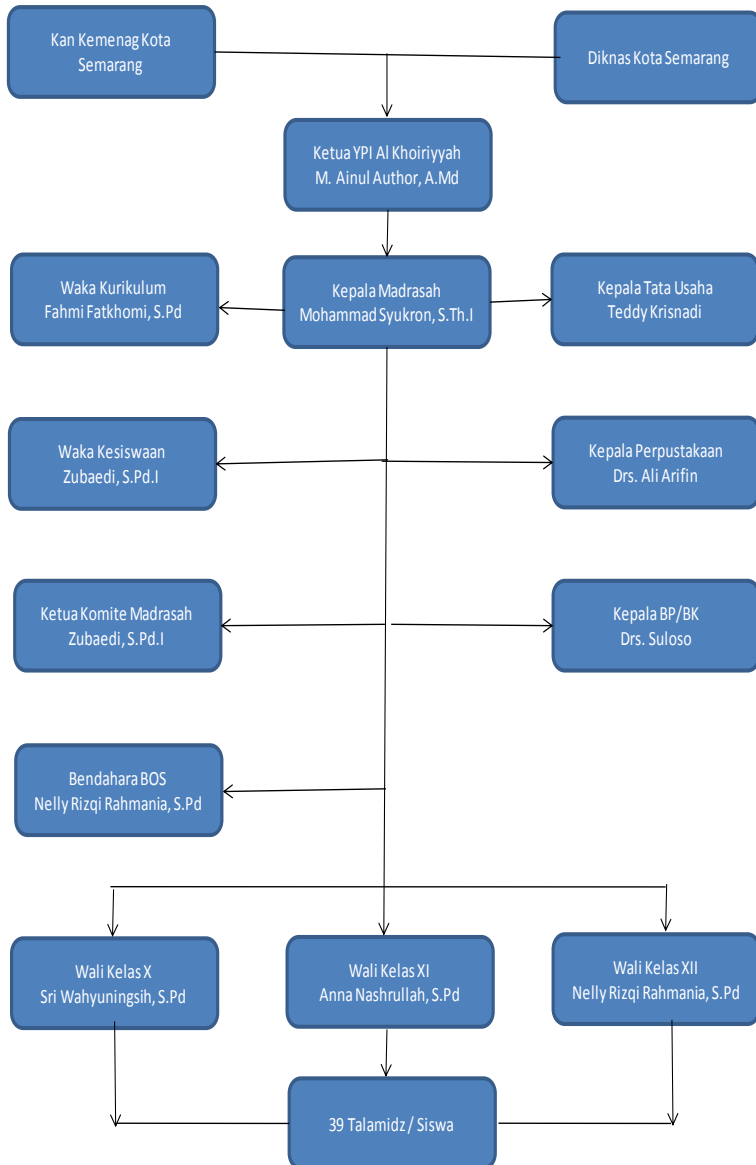 Kan Kemenag Kota
Semarang
Diknas Kota Semarang
Ketua YPI Al Khoiriyyah
M. Ainul Author, A.Md
Waka Kurikulum
Fahmi Fatkhomi, S.Pd
Kepala Madrasah
Mohammad Syukron, S.Th.I
Kepala Tata Usaha
Teddy Krisnadi
Waka Kesiswaan
Zubaedi, S.Pd.I
Kepala Perpustakaan
Drs. Ali Arifin
Ketua Komite Madrasah
Zubaedi, S.Pd.I
Kepala BP/BK
Drs. Suloso
Bendahara BOS
Nelly Rizqi Rahmania, S.Pd
Wali Kelas X
Sri Wahyuningsih, S.Pd
Wali Kelas XI
Anna Nashrullah, S.Pd
Wali Kelas XII
Nelly Rizqi Rahmania, S.Pd
39 Talamidz / Siswa